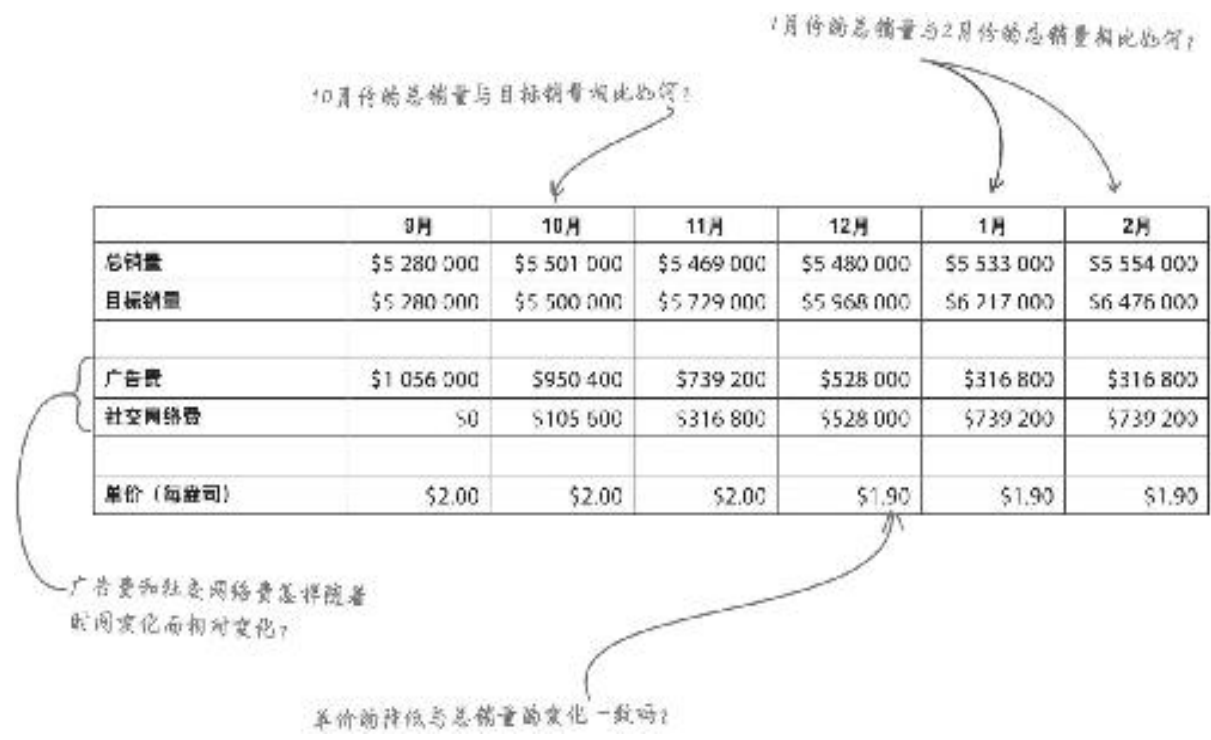 1月份的总销量与2月份的总销量相比如何？
10月份的总销量与目标销量相比如何？
9月 10月 11月 12月 1月 2月
总销量 $5 280 000 $5 501 000 $5 469 000 $5 480 000 $5 533 000 $5 554 000
目标销量 $5 280 000 $5 500 000 $5 729 000 $5 968 000 $6 217 000 $6 476 000
广告费 $1 056 000 $950 400 $739 200 $528 000 $316 800 $316 800
社交网络费 $0 $105 600 $316 800 $528 000 $739 200 $739 200
单价（每盎司） $2.00 $2.00 $2.00 $1.90 $1.90 $1.90
广告费和社交网络费怎样随着
时间变化而相对变化？
单价的降低与总销量的变化一致吗？